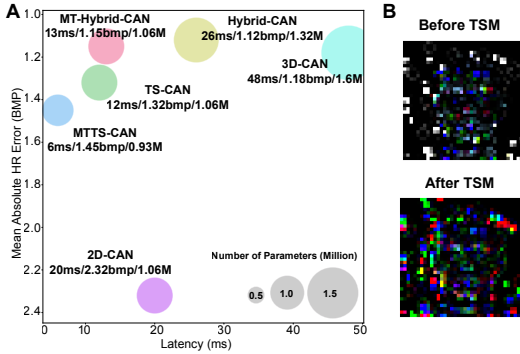 A
MT-Hybrid-CAN
13ms/1.15bmp/1.06M
Hybrid-CAN
26ms/1.12bmp/1.32M
3D-CAN
48ms/1.18bmp/1.6M
TS-CAN
12ms/1.32bmp/1.06M
MTTS-CAN
6ms/1.45bmp/0.93M
2D-CAN
20ms/2.32bmp/1.06M
Number of Parameters (Million)
0.5
1.0
1.5
Mean Absolute HR Error (BMP)
1.0
1.2
1.4
1.6
1.8
2.0
2.2
2.4
0
10
20
30
40
50
Latency (ms)
B
Before TSM
After TSM